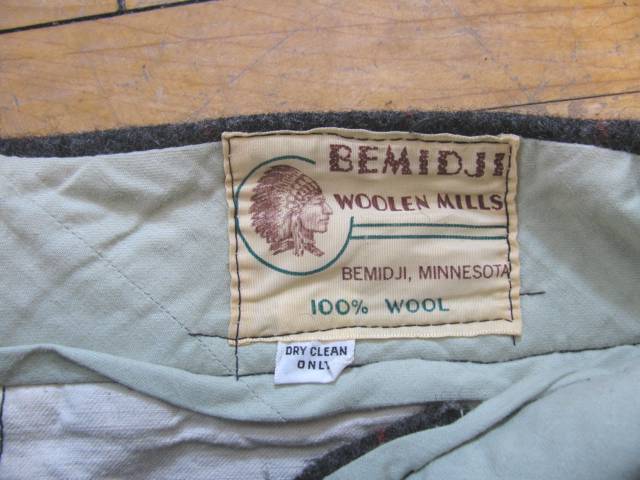 BEMIDJI
WOOLEN MILLS
BEMIDJI, MINNESOTA
100% WOOL
DRY CLEAN
ONLY